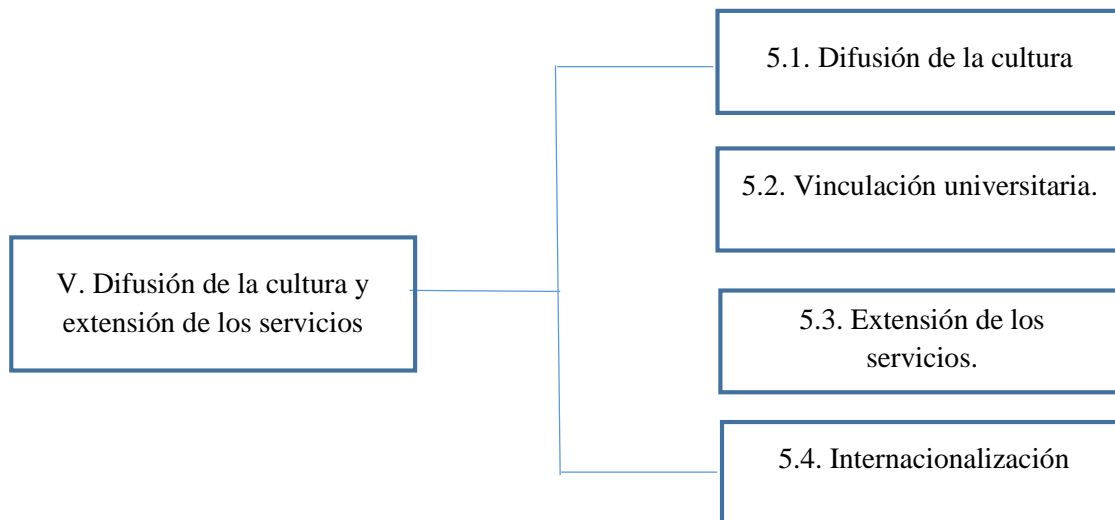 5.1. Difusión de la cultura
5.2. Vinculación universitaria.
V. Difusión de la cultura y
extensión de los servicios
5.3. Extensión de los
servicios.
5.4. Internacionalización